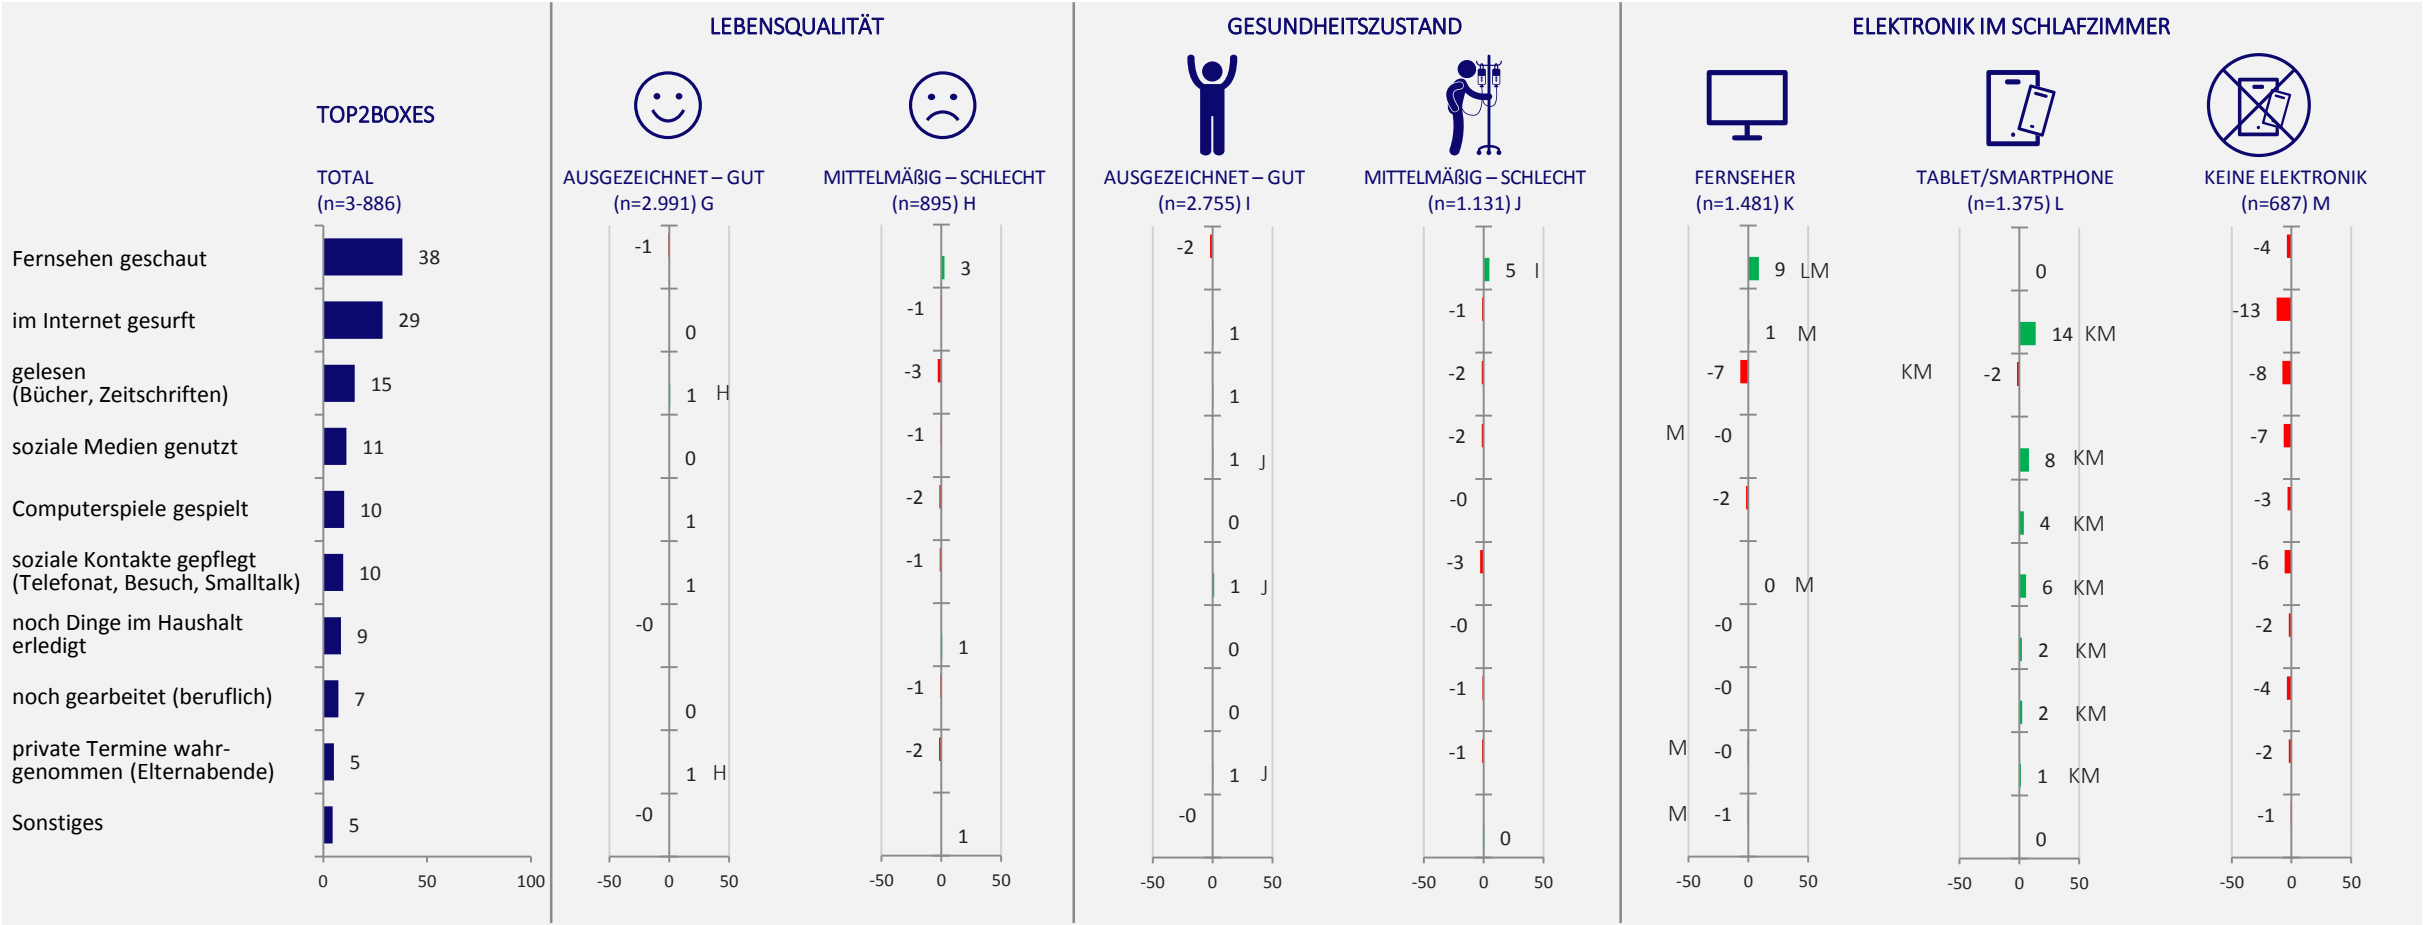 LEBENSQUALITÄT GESUNDHEITSZUSTAND ELEKTRONIK IM SCHLAFZIMMER
TOP2BOXES
TOTAL AUSGEZEICHNET – GUT MITTELMÄßIG – SCHLECHT AUSGEZEICHNET – GUT MITTELMÄßIG – SCHLECHT FERNSEHER TABLET/SMARTPHONE KEINE ELEKTRONIK
(n=3-886) (n=2.991) G (n=895) H (n=2.755) I (n=1.131) J (n=1.481) K (n=1.375) L (n=687) M
Fernsehen geschaut 38 -1 3 -2 5 I 9 LM 0 -4
im Internet gesurft 29 0 -1 1 -1 1 M 14 KM -13
gelesen
(Bücher, Zeitschriften) 15 1 H -3 1 -2 -7 KM -2 -8
soziale Medien genutzt 11 0 -1 1 J -2 M -0 8 KM -7
Computerspiele gespielt 10 1 -2 0 -0 -2 4 KM -3
soziale Kontakte gepflegt
(Telefonat, Besuch, Smalltalk) 10 1 -1 1 J -3 0 M 6 KM -6
noch Dinge im Haushalt
erledigt 9 -0 1 0 -0 -0 2 KM -2
noch gearbeitet (beruflich) 7 0 -1 0 -1 -0 2 KM -4
private Termine wahr-
genommen (Elternabende) 5 1 H -2 1 J -1 M -0 1 KM -2
Sonstiges 5 -0 1 -0 0 M -1 0 -1
0 50 100 -50 0 50 -50 0 50 -50 0 50 -50 0 50 -50 0 50 -50 0 50 -50 0 50